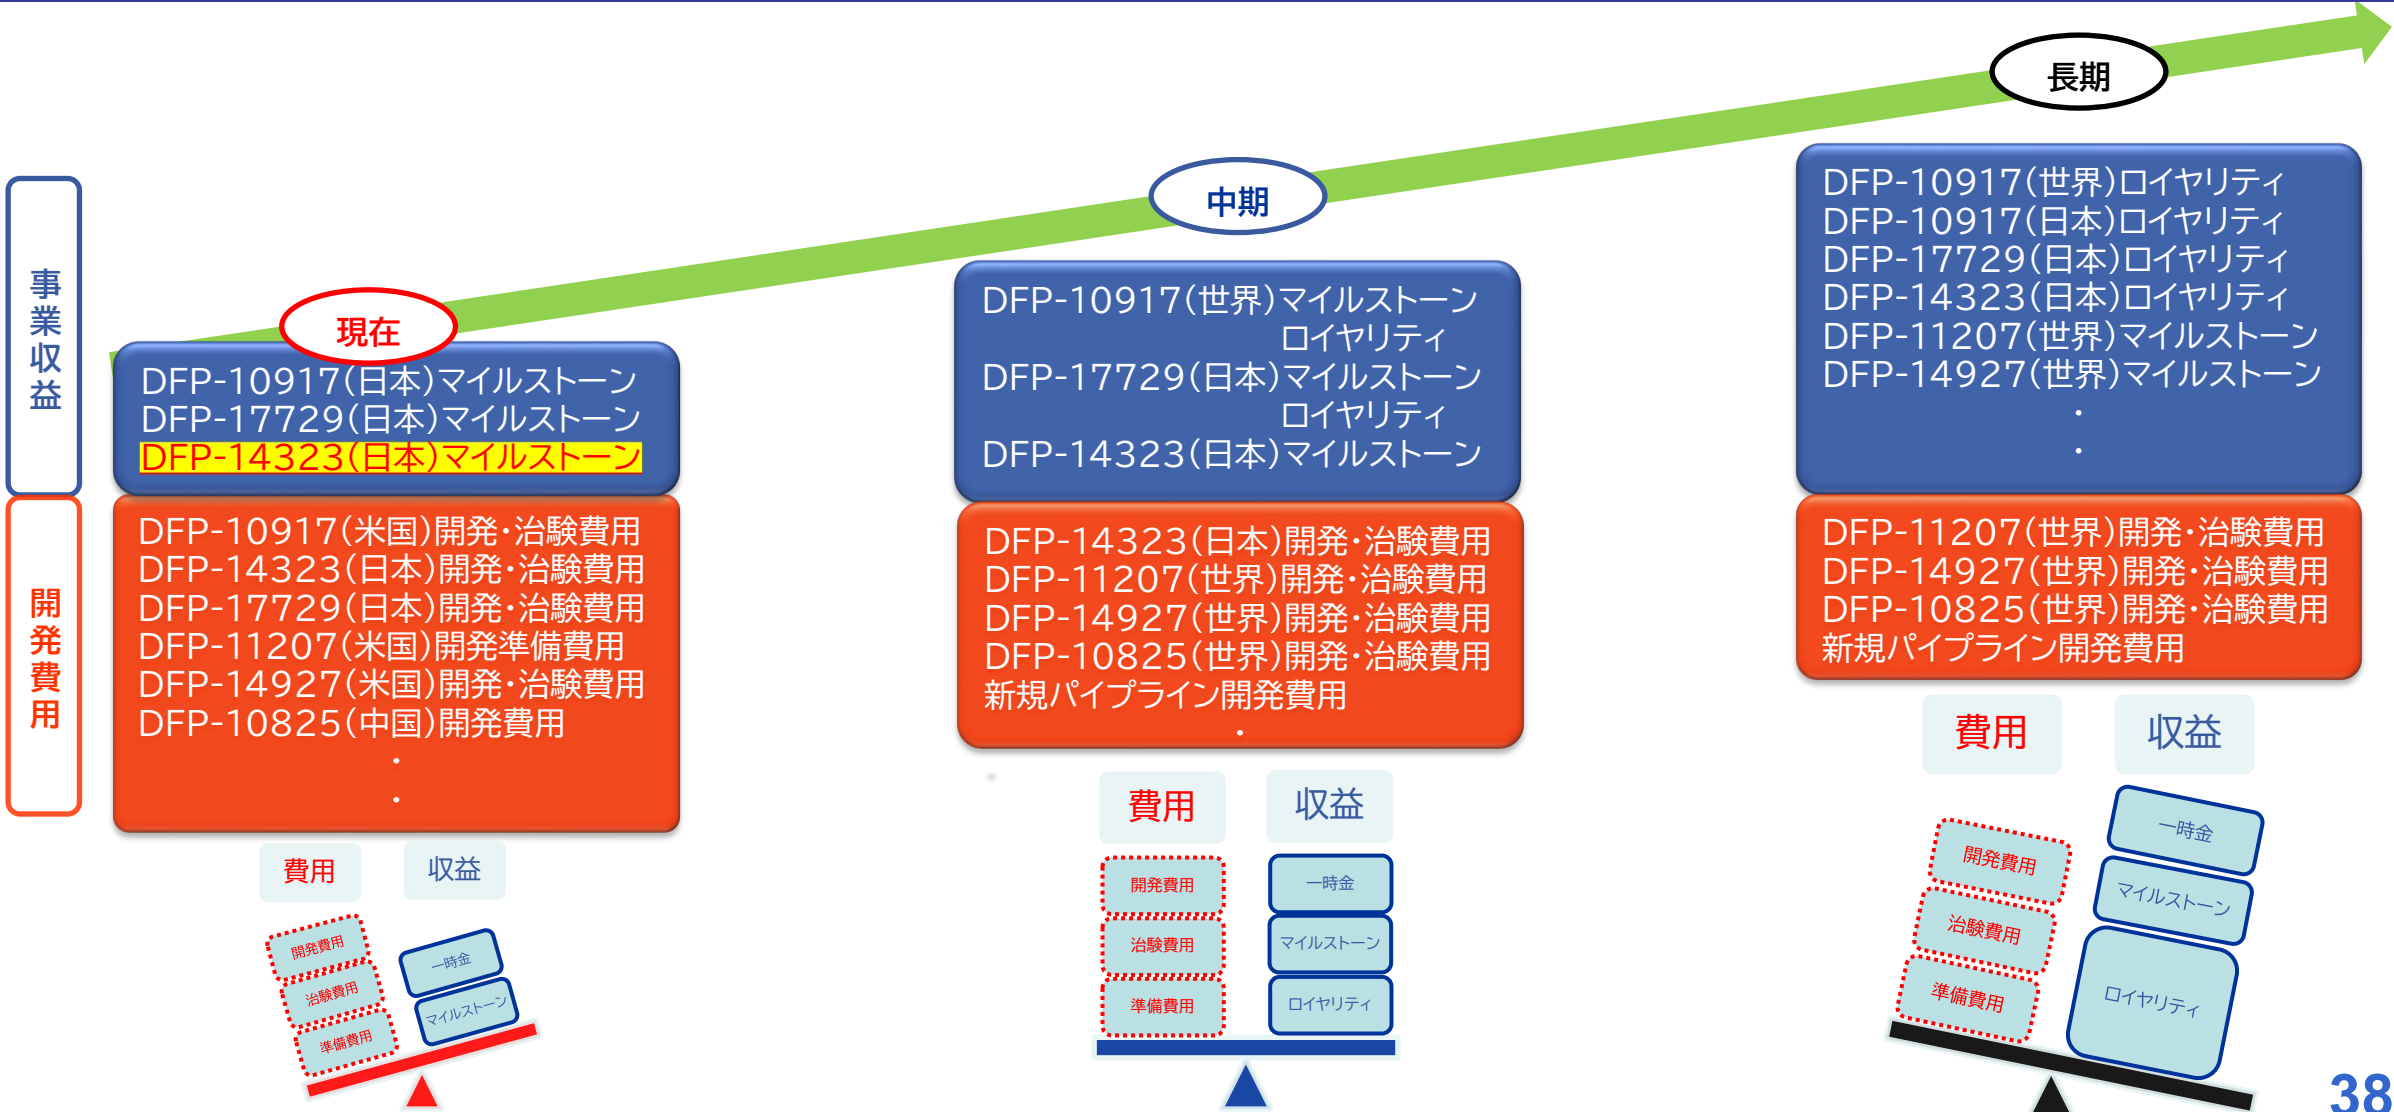 長期
中期
現在
事業収益
DFP-10917(日本)マイルストーン
DFP-17729(日本)マイルストーン
DFP-14323(日本)マイルストーン
DFP-10917(世界)マイルストーン
ロイヤリティ
DFP-17729(日本)マイルストーン
ロイヤリティ
DFP-14323(日本)マイルストーン
DFP-10917(世界)ロイヤリティ
DFP-10917(日本)ロイヤリティ
DFP-17729(日本)ロイヤリティ
DFP-14323(日本)ロイヤリティ
DFP-11207(世界)マイルストーン
DFP-14927(世界)マイルストーン
・
・
開発費用
DFP-10917(米国)開発・治験費用
DFP-14323(日本)開発・治験費用
DFP-17729(日本)開発・治験費用
DFP-11207(米国)開発準備費用
DFP-14927(米国)開発・治験費用
DFP-10825(中国)開発費用
・
・
DFP-14323(日本)開発・治験費用
DFP-11207(世界)開発・治験費用
DFP-14927(世界)開発・治験費用
DFP-10825(世界)開発・治験費用
新規パイプライン開発費用
・
DFP-11207(世界)開発・治験費用
DFP-14927(世界)開発・治験費用
DFP-10825(世界)開発・治験費用
新規パイプライン開発費用
費用
収益
開発費用
治験費用
準備費用
一時金
マイルストーン
費用
収益
開発費用
治験費用
準備費用
一時金
マイルストーン
ロイヤリティ
費用
収益
開発費用
治験費用
準備費用
一時金
マイルストーン
ロイヤリティ
38